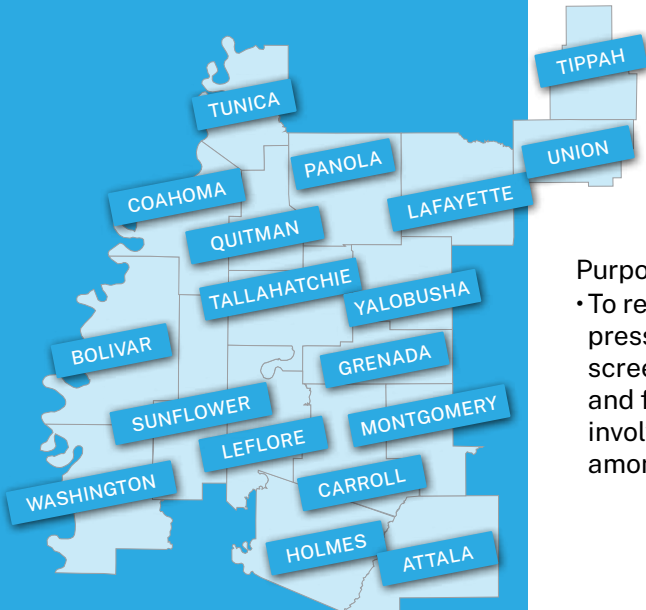 TIPPAH
TUNICA
UNION
PANOLA
COAHOMA
LAFAYETTE
QUITMAN
TALLAHATCHIE
YALOBUSHA
BOLIVAR
GRENADA
SUNFLOWER
MONTGOMERY
LEFLORE
CARROLL
WASHINGTON
HOLMES
ATTALA
Purpo
• To re
press
scree
and f
invol
amon